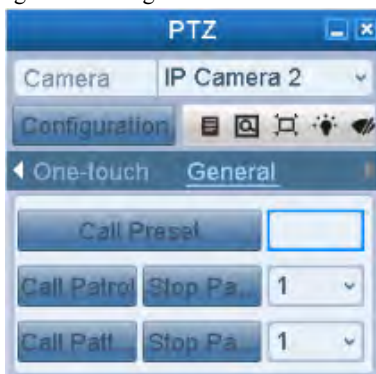 PTZ
Camera IP Camera 2
Configuration
One-touch General
Call Preset
Call Patrol Stop Pa... 1
Call Patt... Stop Pa... 1